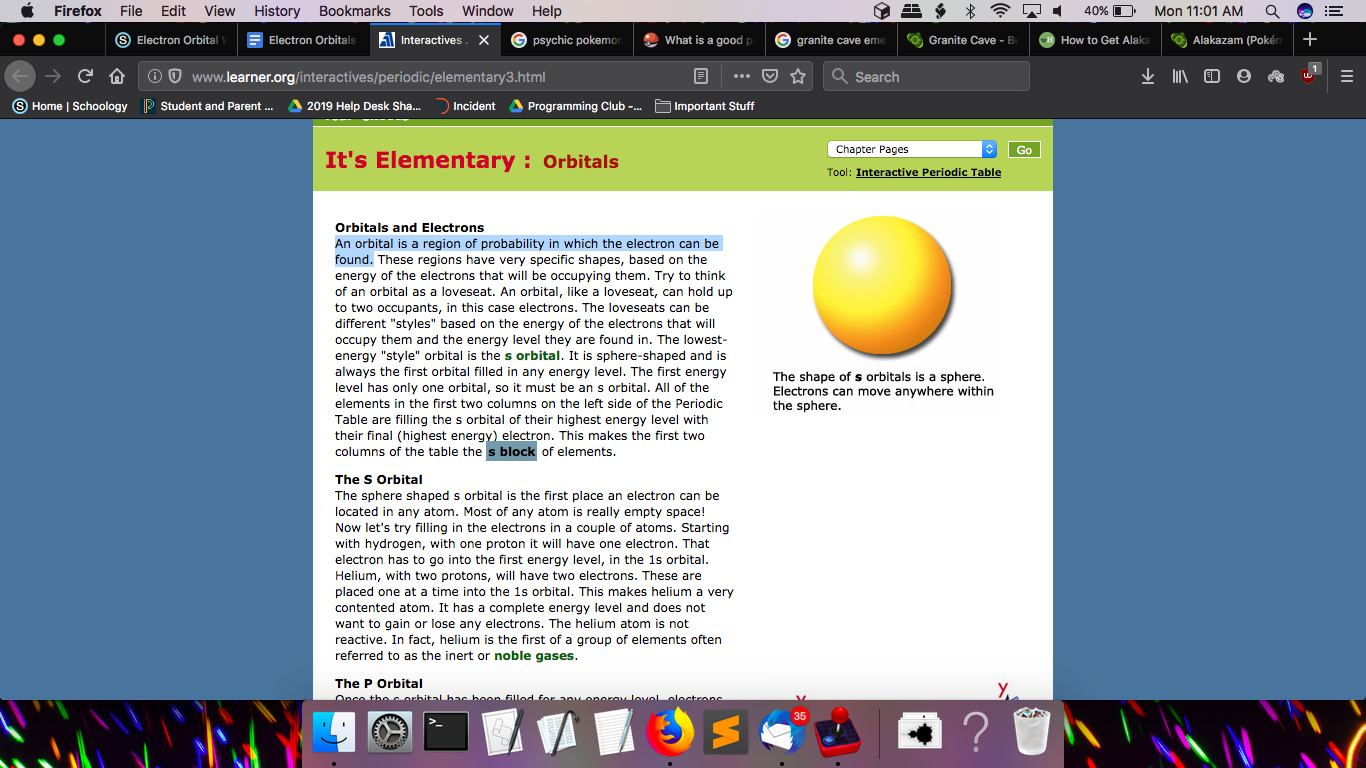 Firefox File Edit View History Bookmarks Tools Window Help 40% Mon 11:01 AM
Electron Orbital Electron Orbitals Interactives . psychic pokemon What is a good p granite cave eme Granite Cave - Bu How to Get Alaka Alakazam (Pokém
www.learner.org/interactives/periodic/elementary3.html Search 1
Home | Schoology Student and Parent ... 2019 Help Desk Sha... Incident Programming Club -... Important Stuff
It's Elementary : Orbitals
Chapter Pages Go
Tool: Interactive Periodic Table
Orbitals and Electrons
An orbital is a region of probability in which the electron can be
found. These regions have very specific shapes, based on the
energy of the electrons that will be occupying them. Try to think
of an orbital as a loveseat. An orbital, like a loveseat, can hold up
to two occupants, in this case electrons. The loveseats can be
different "styles" based on the energy of the electrons that will
occupy them and the energy level they are found in. The lowest-
energy "style" orbital is the s orbital. It is sphere-shaped and is
always the first orbital filled in any energy level. The first energy
level has only one orbital, so it must be an s orbital. All of the
elements in the first two columns on the left side of the Periodic
Table are filling the s orbital of their highest energy level with
their final (highest energy) electron. This makes the first two
columns of the table the s block of elements.
The shape of s orbitals is a sphere.
Electrons can move anywhere within
the sphere.
The S Orbital
The sphere shaped s orbital is the first place an electron can be
located in any atom. Most of any atom is really empty space!
Now let's try filling in the electrons in a couple of atoms. Starting
with hydrogen, with one proton it will have one electron. That
electron has to go into the first energy level, in the 1s orbital.
Helium, with two protons, will have two electrons. These are
placed one at a time into the 1s orbital. This makes helium a very
contented atom. It has a complete energy level and does not
want to gain or lose any electrons. The helium atom is not
reactive. In fact, helium is the first of a group of elements often
referred to as the inert or noble gases.
The P Orbital
Once the s orbital has been filled for any energy level, electrons
y
y
35